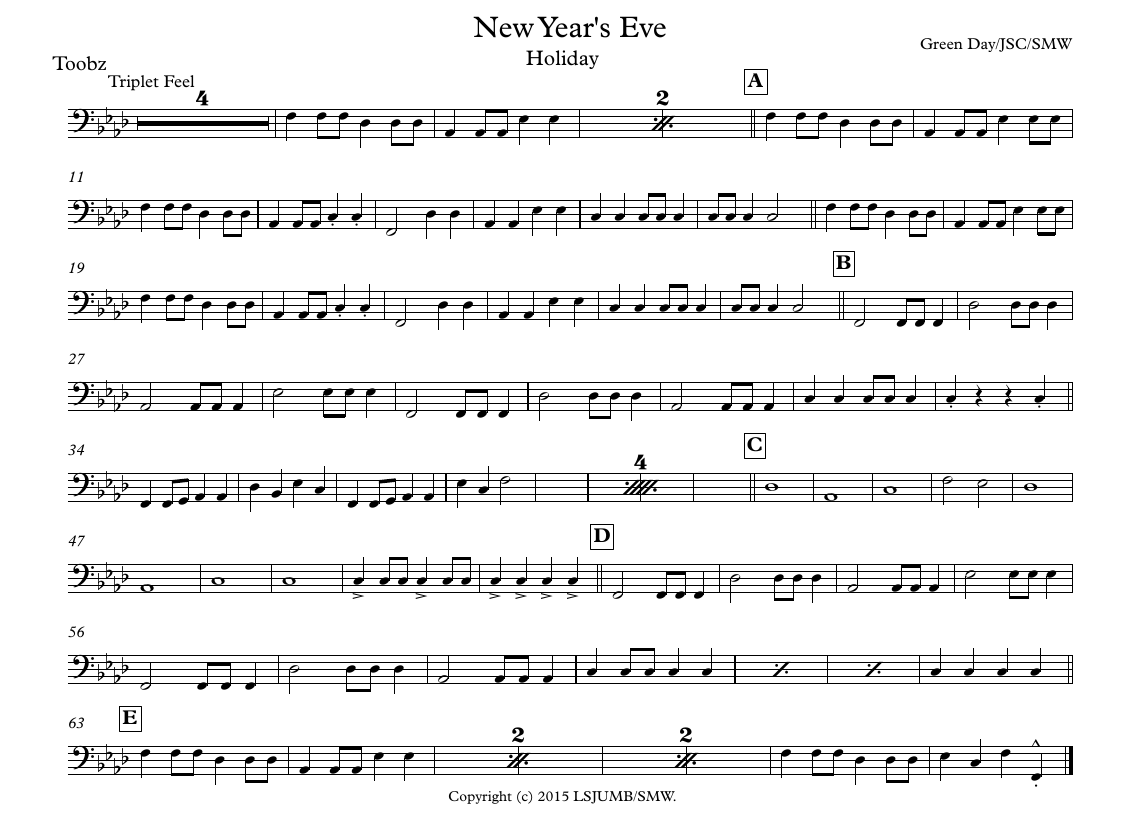 New Year's Eve
Holiday
Green Day/JSC/SMW
Toobz
Triplet Feel
4
2
A
11
19
B
27
34
4
C
47
D
56
63
E
2
2
Copyright (c) 2015 LSJUMB/SMW.